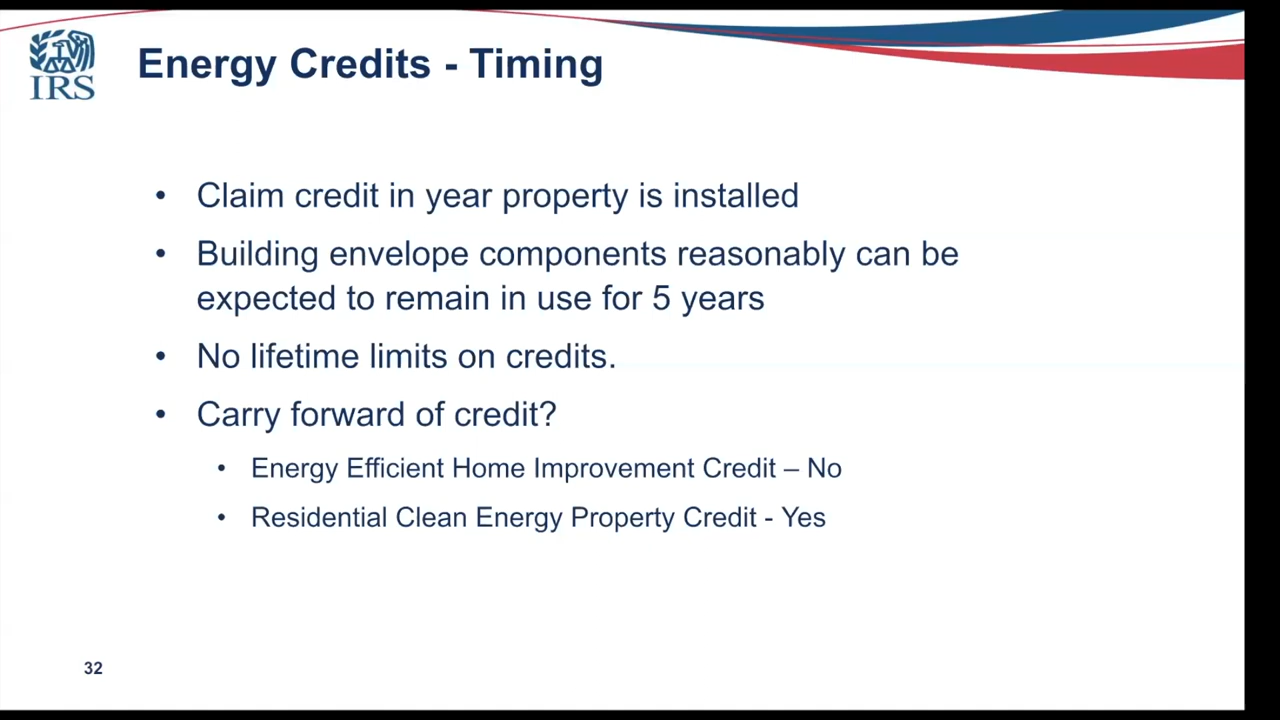 IRS
Energy Credits - Timing
• Claim credit in year property is installed
• Building envelope components reasonably can be
expected to remain in use for 5 years
• No lifetime limits on credits.
• Carry forward of credit?
• Energy Efficient Home Improvement Credit – No
• Residential Clean Energy Property Credit - Yes
32